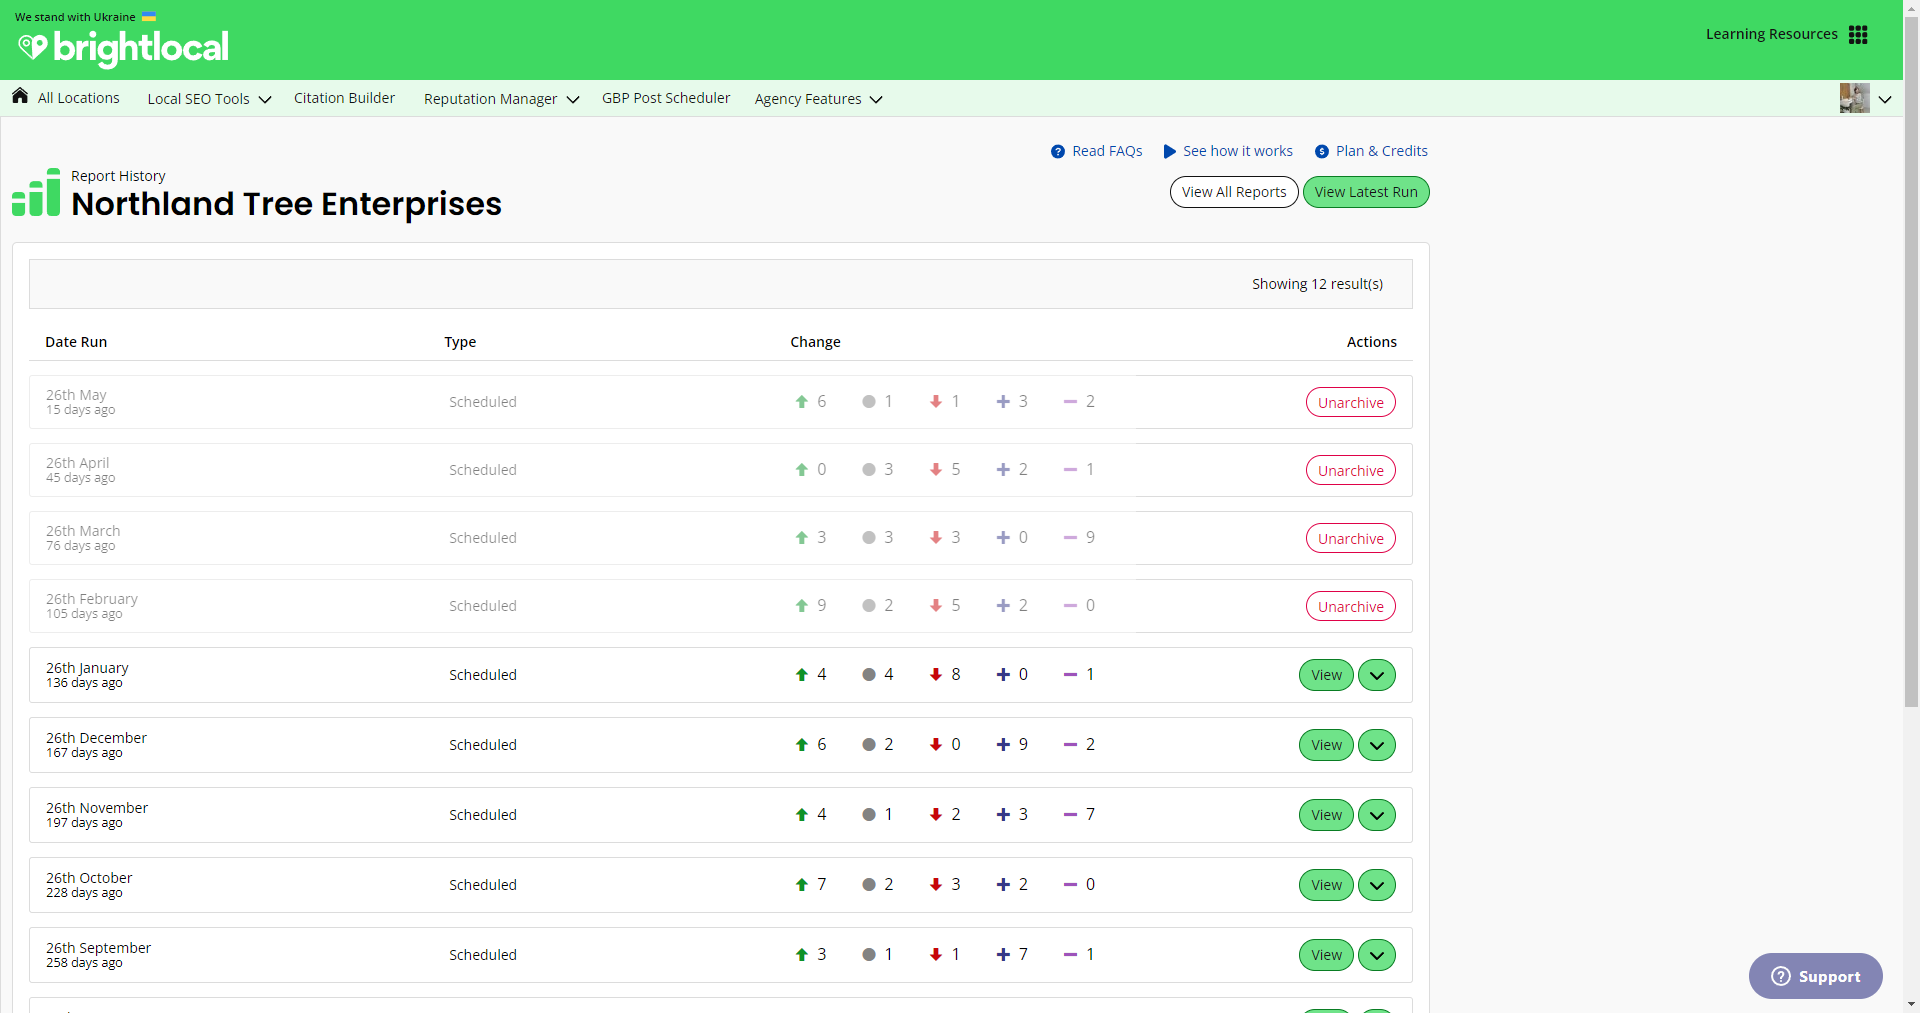 We stand with Ukraine
brightlocal
Learning Resources
All Locations
Local SEO Tools
Citation Builder
Reputation Manager
GBP Post Scheduler
Agency Features
Read FAQs
See how it works
Plan & Credits
Report History
Northland Tree Enterprises
View All Reports
View Latest Run
Showing 12 result(s)
Date Run Type Change Actions
26th May
15 days ago
Scheduled 6 1 1 3 2 Unarchive
26th April
45 days ago
Scheduled 0 3 5 2 1 Unarchive
26th March
76 days ago
Scheduled 3 3 3 0 9 Unarchive
26th February
105 days ago
Scheduled 9 2 5 2 0 Unarchive
26th January
136 days ago
Scheduled 4 4 8 0 1 View
26th December
167 days ago
Scheduled 6 2 0 9 2 View
26th November
197 days ago
Scheduled 4 1 2 3 7 View
26th October
228 days ago
Scheduled 7 2 3 2 0 View
26th September
258 days ago
Scheduled 3 1 1 7 1 View
Support